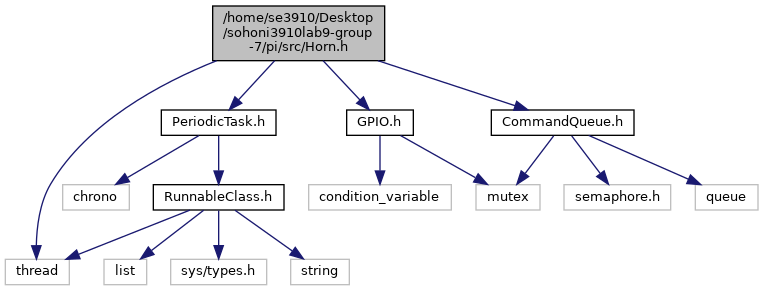 /home/se3910/Desktop
/sohoni3910lab9-group
-7/pi/src/Horn.h
PeriodicTask.h
GPIO.h
CommandQueue.h
chrono
RunnableClass.h
condition_variable
mutex
semaphore.h
queue
thread
list
sys/types.h
string